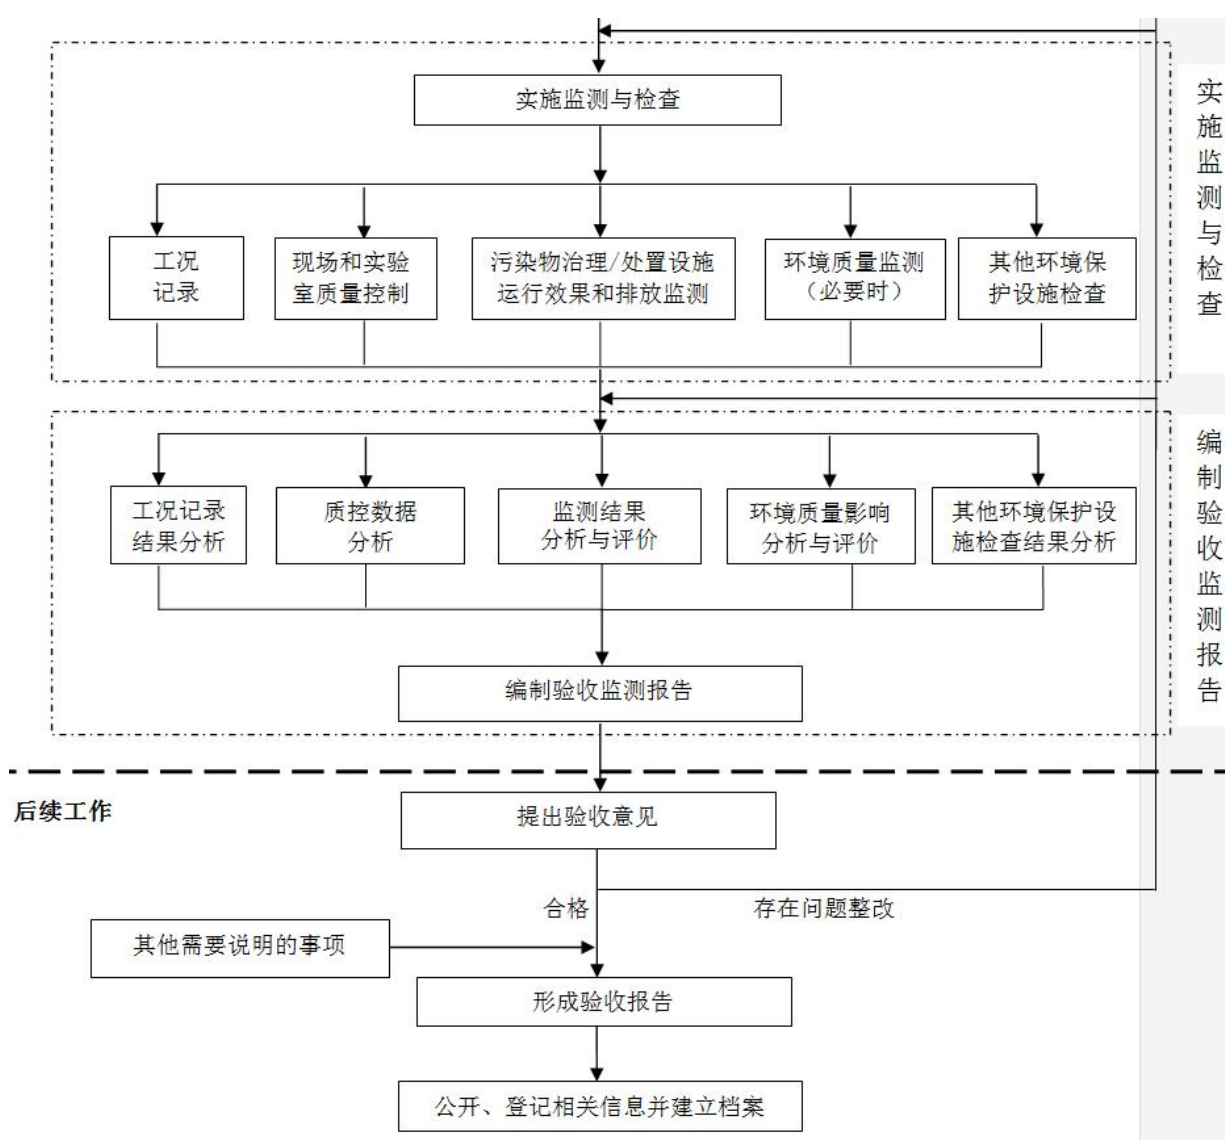 实施监测与检查
实施监测与检查
工况
记录
现场和实验
室质量控制
污染物治理/处置设施
运行效果和排放监测
环境质量监测
（必要时）
其他环境保
护设施检查
编制验收监测报告
工况记录
结果分析
质控数据
分析
监测结果
分析与评价
环境质量影响
分析与评价
其他环境保护设
施检查结果分析
编制验收监测报告
后续工作
提出验收意见
合格
存在问题整改
其他需要说明的事项
形成验收报告
公开、登记相关信息并建立档案